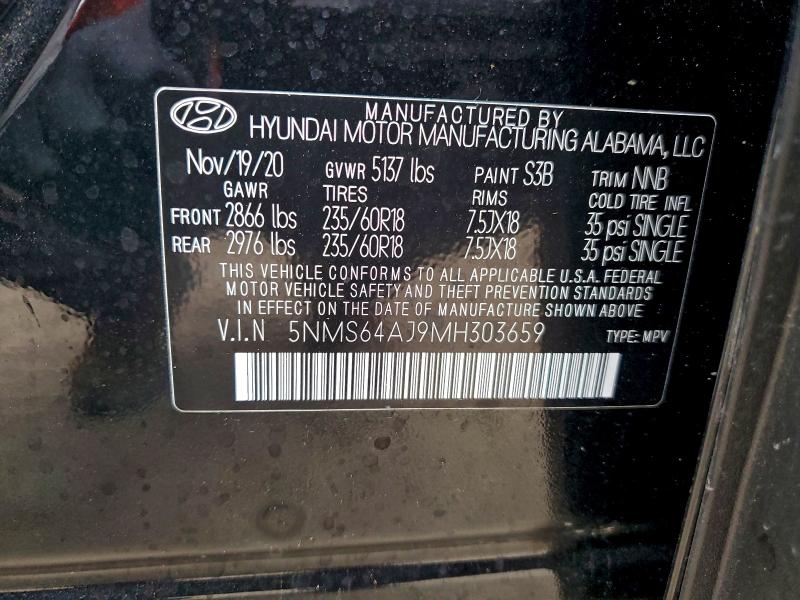 MANUFACTURED BY
HYUNDAI MOTOR MANUFACTURING ALABAMA, LLC
Nov/19/20 GVWR 5137 lbs PAINT S3B TRIM NNB
GAWR TIRES RIMS COLD TIRE INFL
FRONT 2866 lbs 235/60R18 7.5JX18 35 psi SINGLE
REAR 2976 lbs 235/60R18 7.5JX18 35 psi SINGLE
THIS VEHICLE CONFORMS TO ALL APPLICABLE U.S.A. FEDERAL
MOTOR VEHICLE SAFETY AND THEFT PREVENTION STANDARDS
IN EFFECT ON THE DATE OF MANUFACTURE SHOWN ABOVE
V.I.N 5NMS64AJ9MH303659 TYPE: MPV